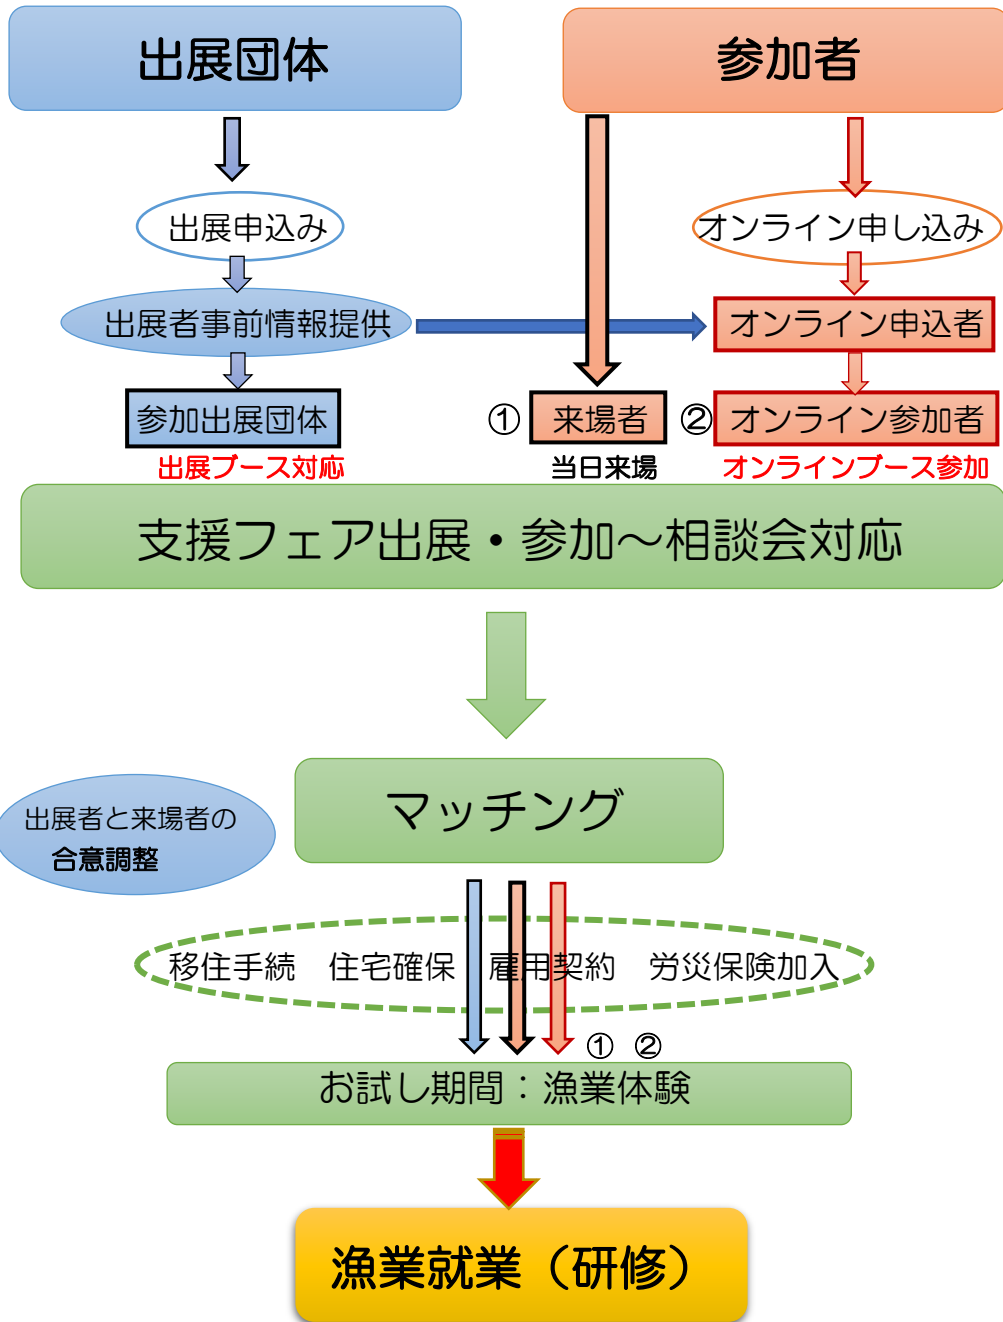 出展団体
参加者
出展申込み
オンライン申し込み
出展者事前情報提供
オンライン申込者
参加出展団体
① 来場者
② オンライン参加者
出展ブース対応
当日来場
オンラインブース参加
支援フェア出展・参加～相談会対応
マッチング
出展者と来場者の
合意調整
移住手続 住宅確保 雇用契約 労災保険加入
① ②
お試し期間：漁業体験
漁業就業（研修）